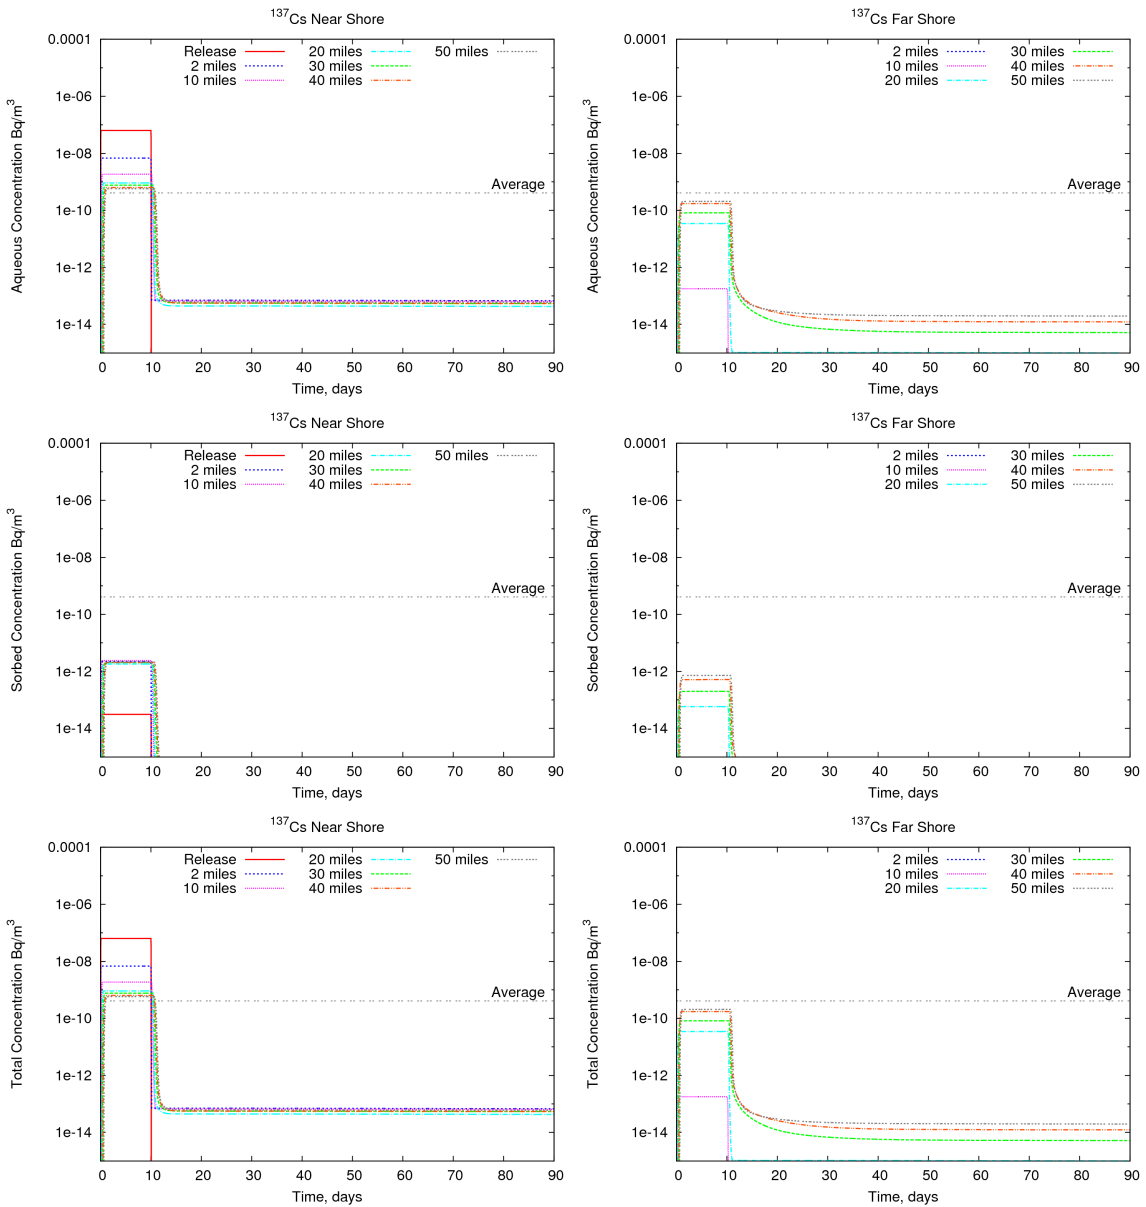 137Cs Near Shore
Aqueous Concentration Bq/m3
0.0001
1e-06
1e-08
1e-10
1e-12
1e-14
Release 20 miles 50 miles
2 miles 30 miles
10 miles 40 miles
Average
0 10 20 30 40 50 60 70 80 90
Time, days
137Cs Far Shore
Aqueous Concentration Bq/m3
0.0001
1e-06
1e-08
1e-10
1e-12
1e-14
2 miles 30 miles
10 miles 40 miles
20 miles 50 miles
Average
0 10 20 30 40 50 60 70 80 90
Time, days
137Cs Near Shore
Sorbed Concentration Bq/m3
0.0001
1e-06
1e-08
1e-10
1e-12
1e-14
Release 20 miles 50 miles
2 miles 30 miles
10 miles 40 miles
Average
0 10 20 30 40 50 60 70 80 90
Time, days
137Cs Far Shore
Sorbed Concentration Bq/m3
0.0001
1e-06
1e-08
1e-10
1e-12
1e-14
2 miles 30 miles
10 miles 40 miles
20 miles 50 miles
Average
0 10 20 30 40 50 60 70 80 90
Time, days
137Cs Near Shore
Total Concentration Bq/m3
0.0001
1e-06
1e-08
1e-10
1e-12
1e-14
Release 20 miles 50 miles
2 miles 30 miles
10 miles 40 miles
Average
0 10 20 30 40 50 60 70 80 90
Time, days
137Cs Far Shore
Total Concentration Bq/m3
0.0001
1e-06
1e-08
1e-10
1e-12
1e-14
2 miles 30 miles
10 miles 40 miles
20 miles 50 miles
Average
0 10 20 30 40 50 60 70 80 90
Time, days